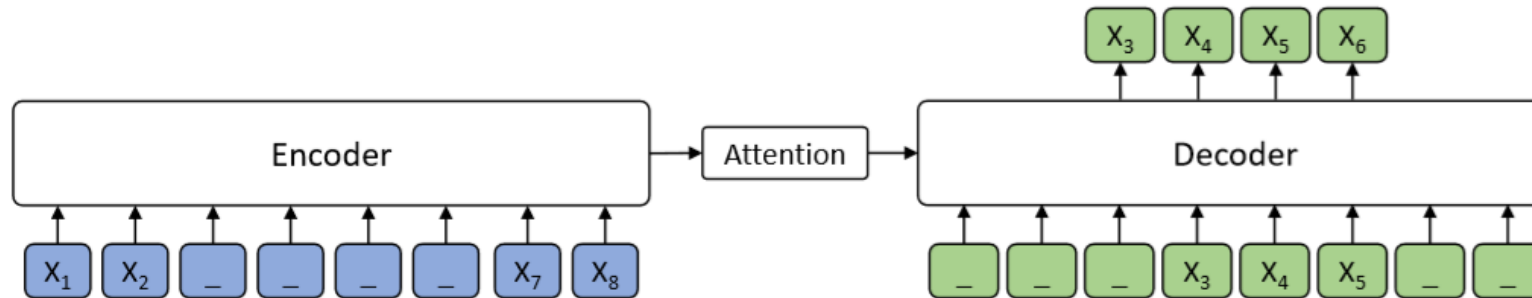 X₃ X₄ X₅ X₆
Encoder Attention Decoder
X₁ X₂ _ _ _ _ X₇ X₈ _ _ _ X₃ X₄ X₅ _ _